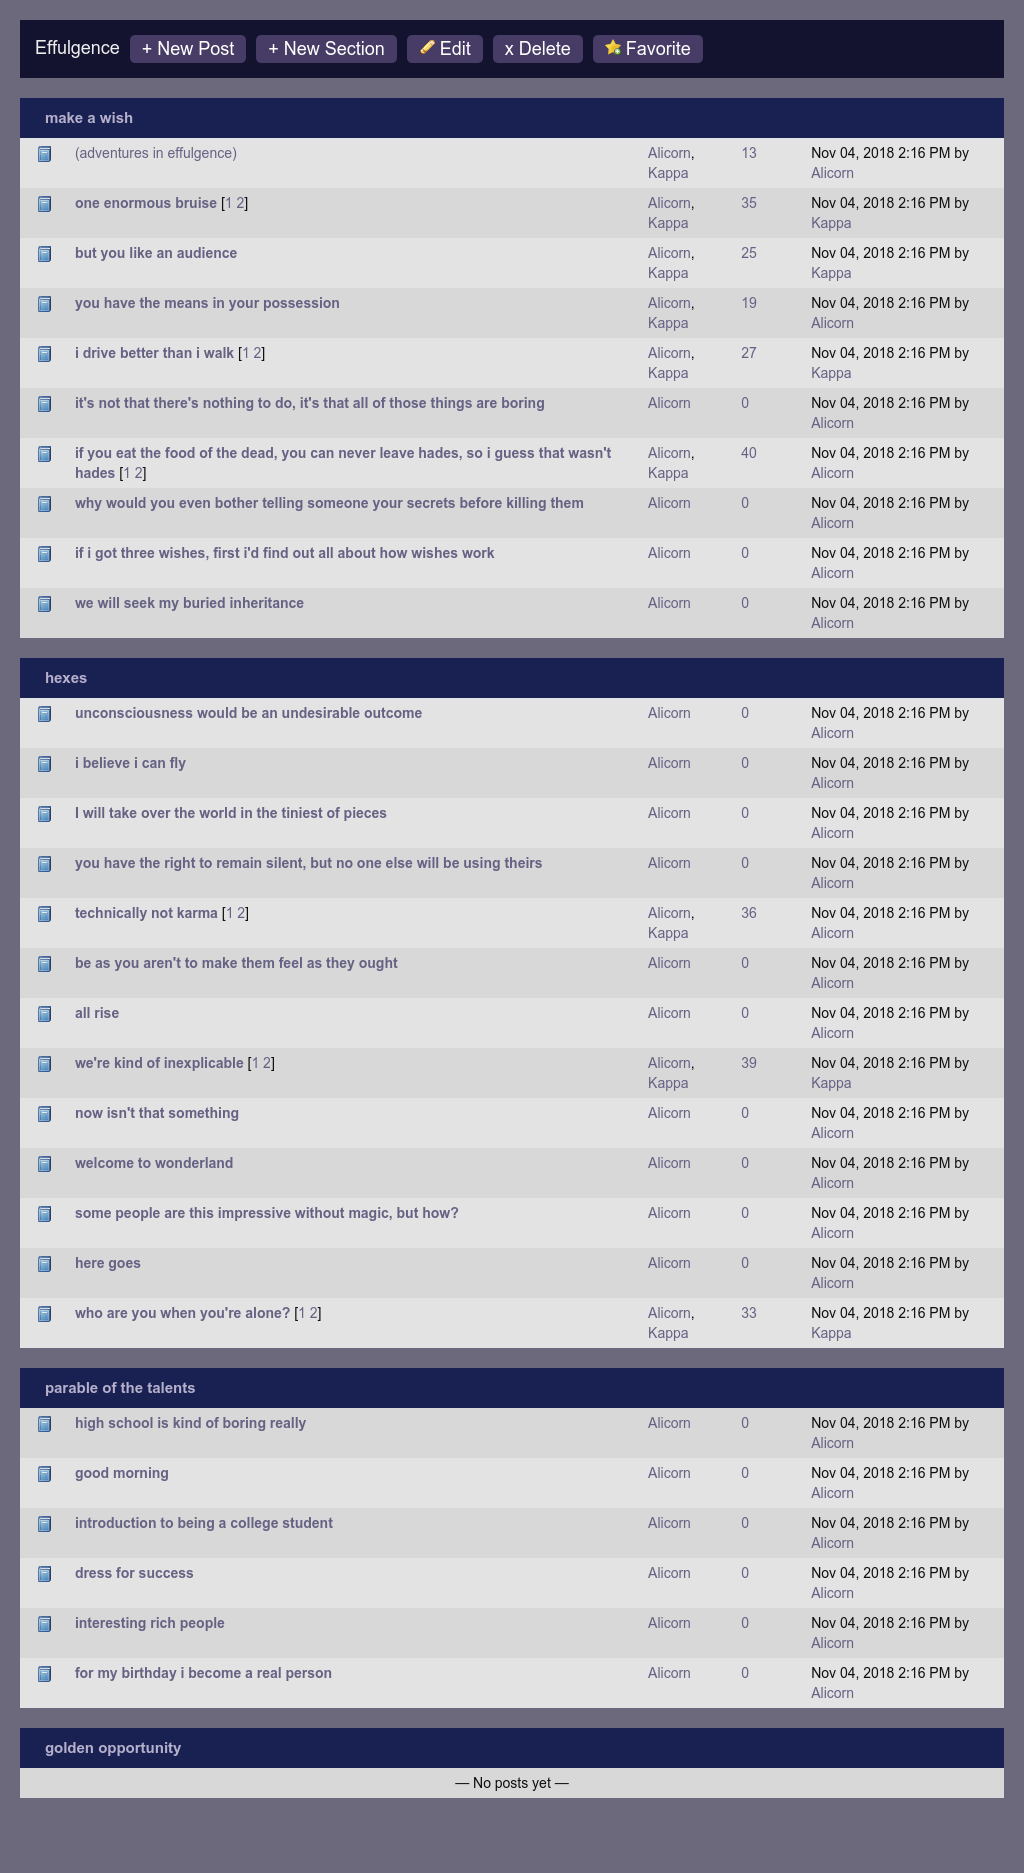 Effulgence + New Post + New Section Edit x Delete Favorite
make a wish
(adventures in effulgence) Alicorn, 13 Nov 04, 2018 2:16 PM by
Kappa Alicorn
one enormous bruise [1 2] Alicorn, 35 Nov 04, 2018 2:16 PM by
Kappa Kappa
but you like an audience Alicorn, 25 Nov 04, 2018 2:16 PM by
Kappa Kappa
you have the means in your possession Alicorn, 19 Nov 04, 2018 2:16 PM by
Kappa Alicorn
i drive better than i walk [1 2] Alicorn, 27 Nov 04, 2018 2:16 PM by
Kappa Kappa
it's not that there's nothing to do, it's that all of those things are boring Alicorn 0 Nov 04, 2018 2:16 PM by
Alicorn
if you eat the food of the dead, you can never leave hades, so i guess that wasn't Alicorn, 40 Nov 04, 2018 2:16 PM by
hades [1 2] Kappa Alicorn
why would you even bother telling someone your secrets before killing them Alicorn 0 Nov 04, 2018 2:16 PM by
Alicorn
if i got three wishes, first i'd find out all about how wishes work Alicorn 0 Nov 04, 2018 2:16 PM by
Alicorn
we will seek my buried inheritance Alicorn 0 Nov 04, 2018 2:16 PM by
Alicorn
hexes
unconsciousness would be an undesirable outcome Alicorn 0 Nov 04, 2018 2:16 PM by
Alicorn
i believe i can fly Alicorn 0 Nov 04, 2018 2:16 PM by
Alicorn
I will take over the world in the tiniest of pieces Alicorn 0 Nov 04, 2018 2:16 PM by
Alicorn
you have the right to remain silent, but no one else will be using theirs Alicorn 0 Nov 04, 2018 2:16 PM by
Alicorn
technically not karma [1 2] Alicorn, 36 Nov 04, 2018 2:16 PM by
Kappa Alicorn
be as you aren't to make them feel as they ought Alicorn 0 Nov 04, 2018 2:16 PM by
Alicorn
all rise Alicorn 0 Nov 04, 2018 2:16 PM by
Alicorn
we're kind of inexplicable [1 2] Alicorn, 39 Nov 04, 2018 2:16 PM by
Kappa Kappa
now isn't that something Alicorn 0 Nov 04, 2018 2:16 PM by
Alicorn
welcome to wonderland Alicorn 0 Nov 04, 2018 2:16 PM by
Alicorn
some people are this impressive without magic, but how? Alicorn 0 Nov 04, 2018 2:16 PM by
Alicorn
here goes Alicorn 0 Nov 04, 2018 2:16 PM by
Alicorn
who are you when you're alone? [1 2] Alicorn, 33 Nov 04, 2018 2:16 PM by
Kappa Kappa
parable of the talents
high school is kind of boring really Alicorn 0 Nov 04, 2018 2:16 PM by
Alicorn
good morning Alicorn 0 Nov 04, 2018 2:16 PM by
Alicorn
introduction to being a college student Alicorn 0 Nov 04, 2018 2:16 PM by
Alicorn
dress for success Alicorn 0 Nov 04, 2018 2:16 PM by
Alicorn
interesting rich people Alicorn 0 Nov 04, 2018 2:16 PM by
Alicorn
for my birthday i become a real person Alicorn 0 Nov 04, 2018 2:16 PM by
Alicorn
golden opportunity
— No posts yet —